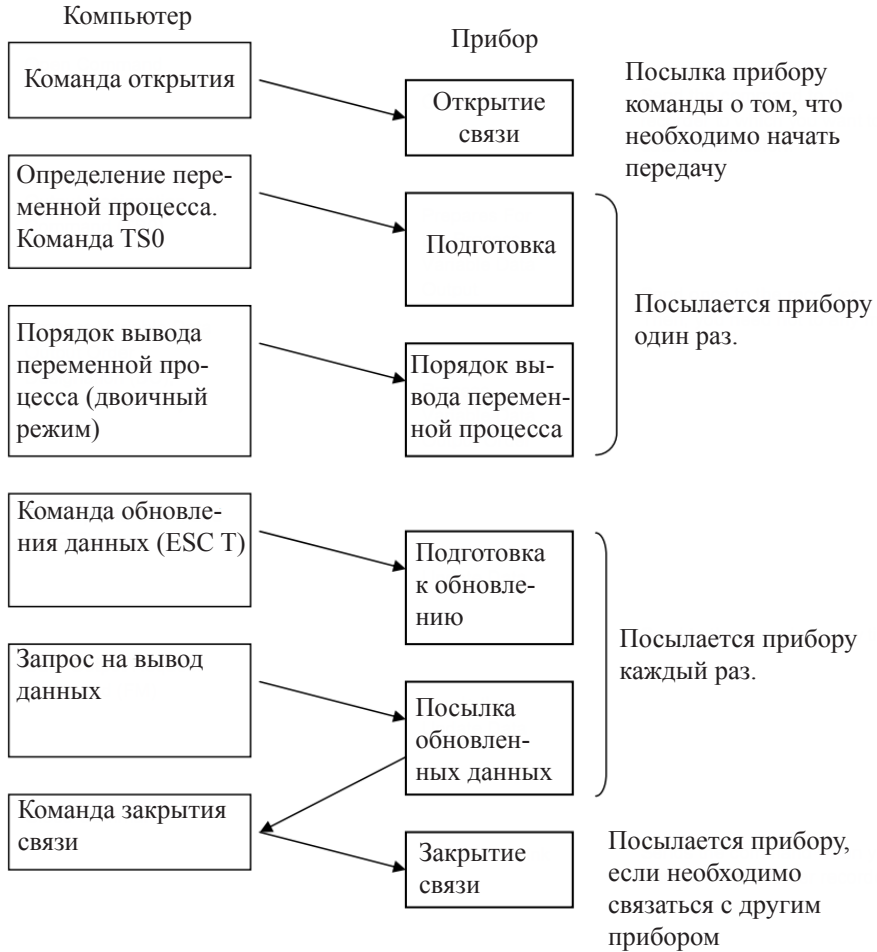 Компьютер
Прибор
Команда открытия
Открытие
связи
Посылка прибору
команды о том, что
необходимо начать
передачу
Определение пере-
менной процесса.
Команда TS0
Подготовка
Посылается прибору
один раз.
Порядок вывода
переменной про-
цесса (двоичный
режим)
Порядок вы-
вода перемен-
ной процесса
Команда обновле-
ния данных (ESC T)
Подготовка
к обновле-
нию
Посылается прибору
каждый раз.
Запрос на вывод
данных
Посылка
обновлен-
ных данных
Команда закрытия
связи
Закрытие
связи
Посылается прибору,
если необходимо
связаться с другим
прибором